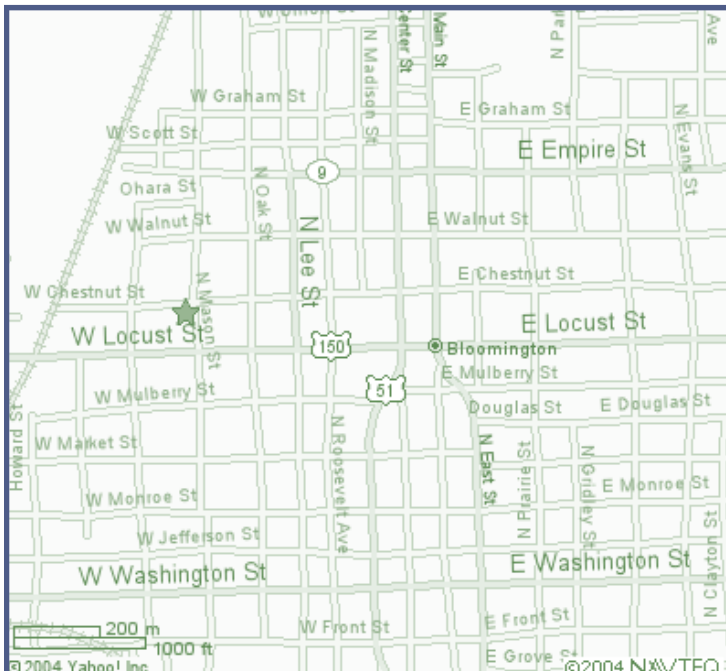 N Madison St
Center St
Main St
Ave
W Graham St
E Graham St
W Scott St
N Evans St
E Empire St
9
N Oak St
Ohara St
W Walnut St
E Walnut St
N Lee St
E Chestnut St
W Chestnut St
N Mason St
W Locust St
E Locust St
150
Bloomington
E Mulberry St
51
W Mulberry St
Douglas St
E Douglas St
Howard St
W Market St
N Roosevelt Ave
N East St
N Prairie St
N Gridley St
W Monroe St
E Monroe St
W Jefferson St
N Clayton St
W Washington St
E Washington St
200 m
W Front St
E Front St
1000 ft
E Grove St
©2004 Yahoo! Inc
©2004 NAVTEQ